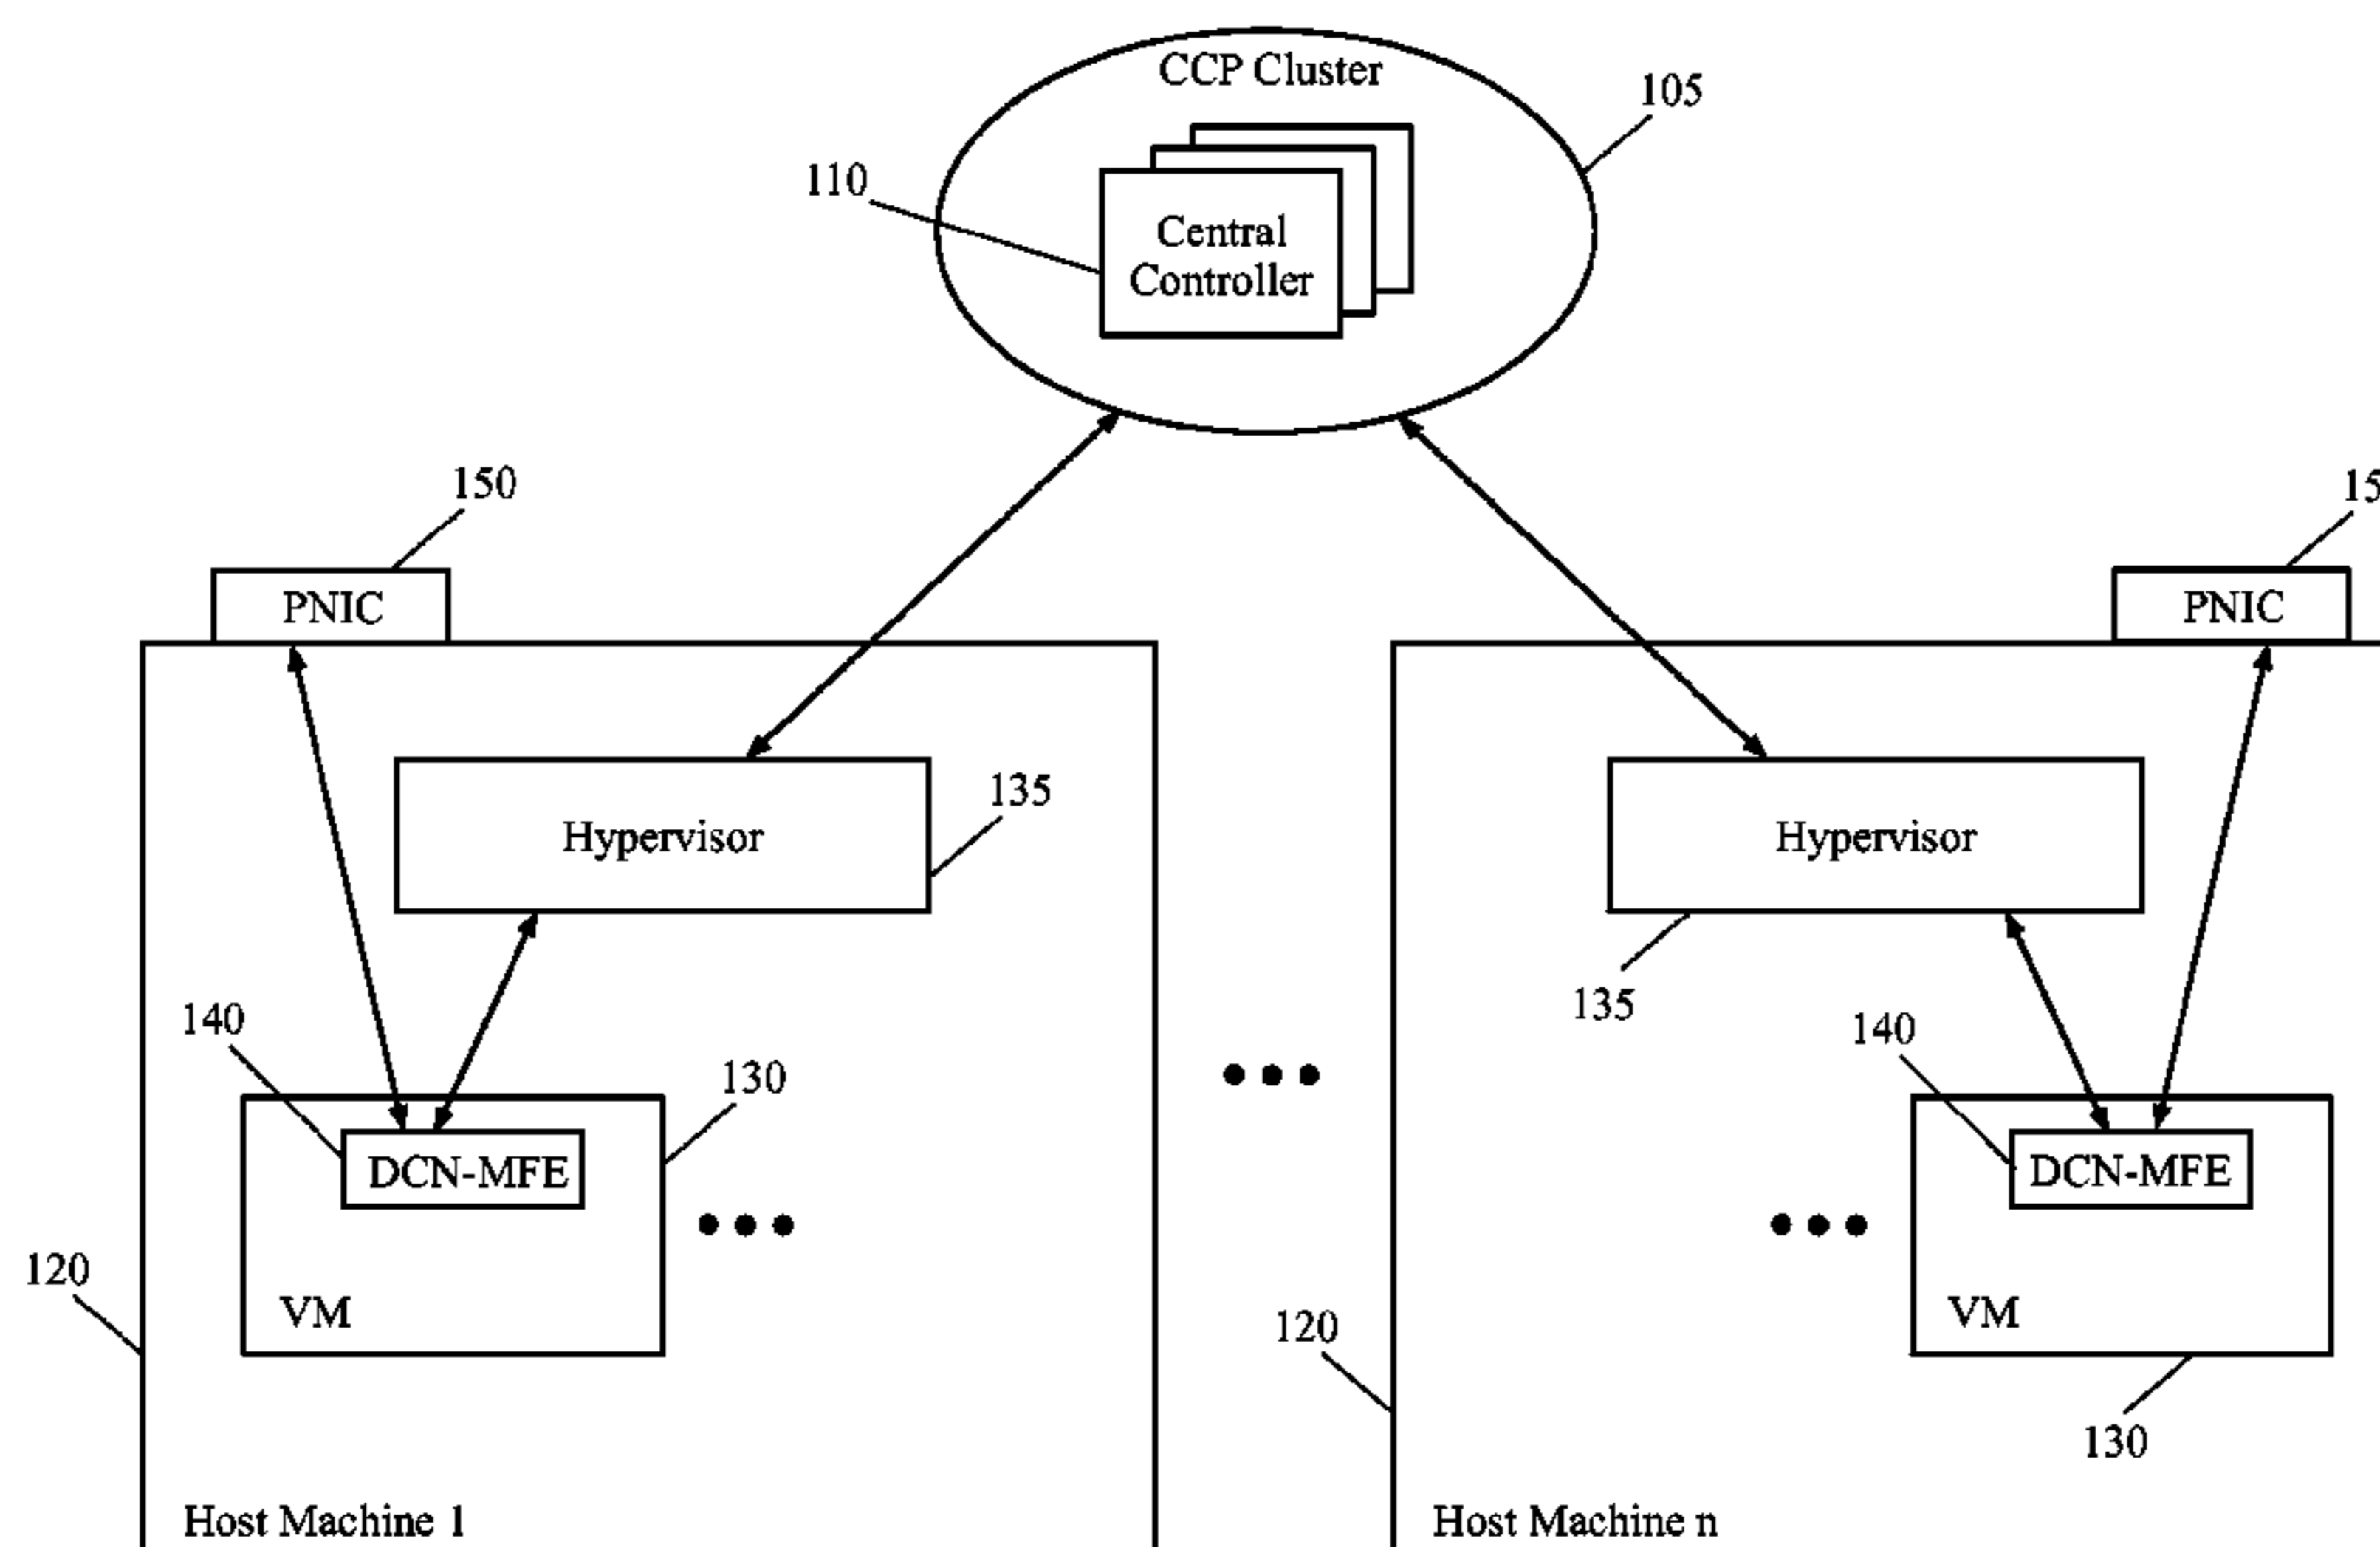 CCP Cluster
105
110
Central
Controller
150
15
PNIC
PNIC
Hypervisor
135
Hypervisor
135
140
130
140
DCN-MFE
DCN-MFE
120
VM
120
VM
130
Host Machine 1
Host Machine n